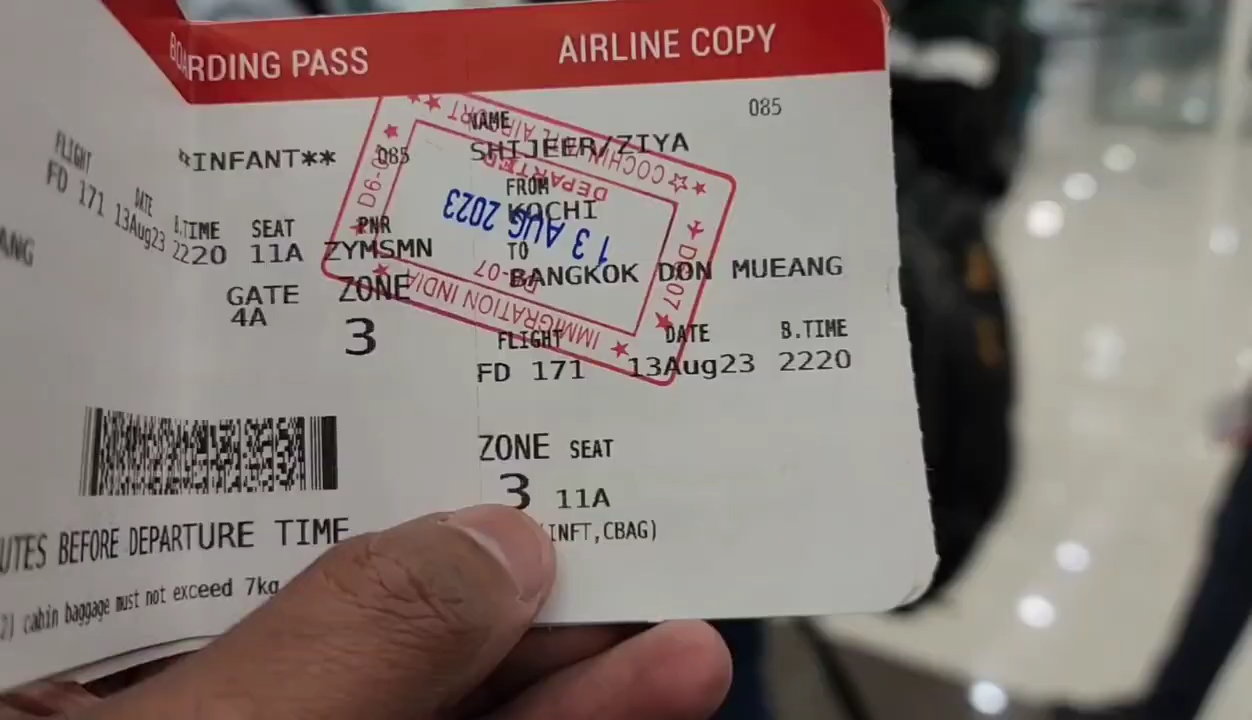 BOARDING PASS
AIRLINE COPY
085
**INFANT** 085
NAME
SHIJEER/ZIYA
FLIGHT DATE B.TIME SEAT PNR
FD 171 13Aug23 2220 11A ZYMSMN
FROM
KOCHI
TO
BANGKOK DON MUEANG
GATE ZONE
4A 3
FLIGHT DATE B.TIME
FD 171 13Aug23 2220
ZONE SEAT
3 11A
(INFT,CBAG)
UTES BEFORE DEPARTURE TIME
2) cabin baggage must not exceed 7kg
COCHIN AIRPORT
DEPARTED
13 AUG 2023
IMMIGRATION INDIA